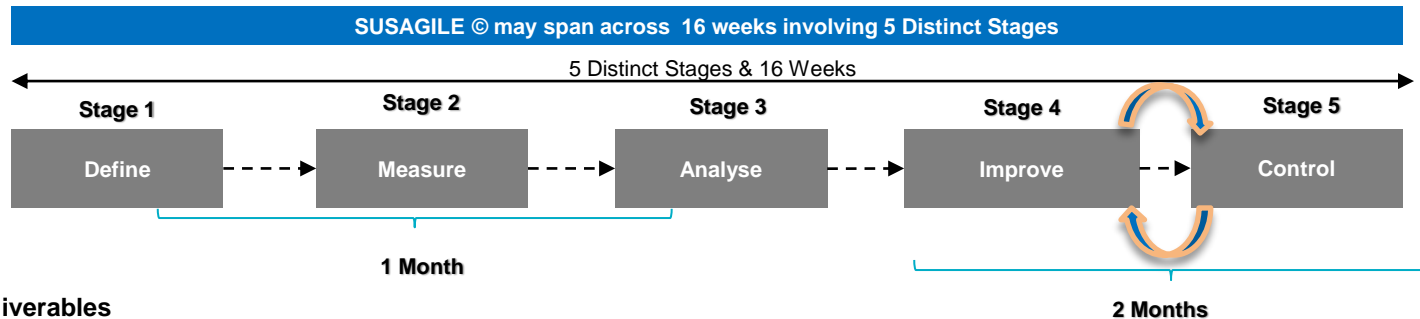 SUSAGILE © may span across 16 weeks involving 5 Distinct Stages
5 Distinct Stages & 16 Weeks
Stage 1
Stage 2
Stage 3
Stage 4
Stage 5
Define
Measure
Analyse
Improve
Control
1 Month
2 Months
iverables